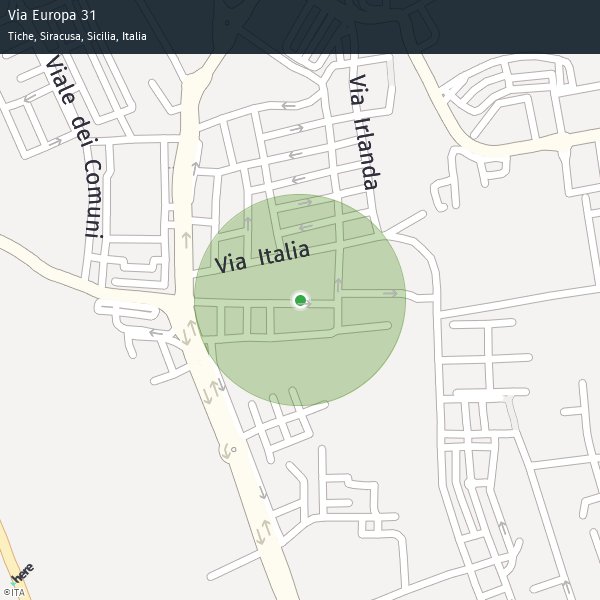 Via Europa 31
Tiche, Siracusa, Sicilia, Italia
Viale dei Comuni
Via Irlanda
Via Italia
here
©ITA